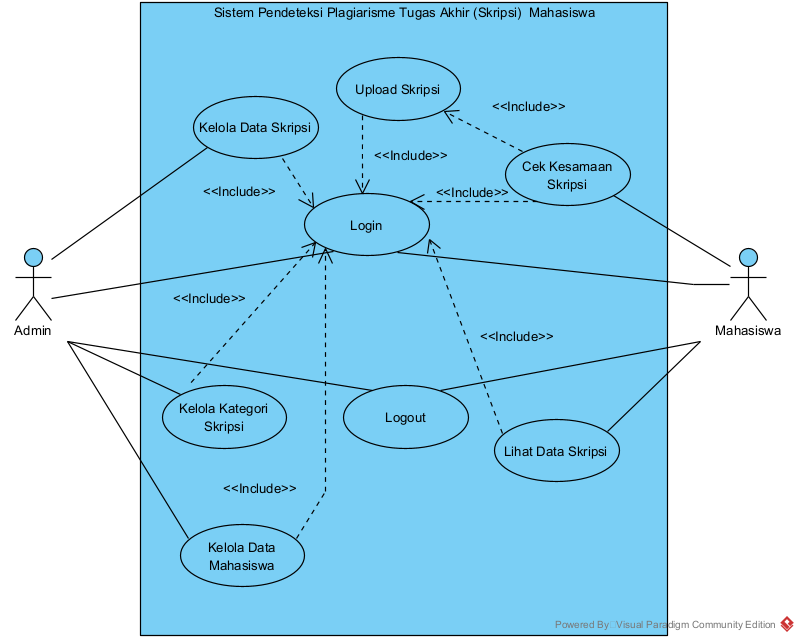 Sistem Pendeteksi Plagiarisme Tugas Akhir (Skripsi) Mahasiswa
Upload Skripsi
<<Include>>
Kelola Data Skripsi
<<Include>>
Cek Kesamaan
Skripsi
<<Include>>
<<Include>>
Login
<<Include>>
Admin
Mahasiswa
<<Include>>
Kelola Kategori
Skripsi
Logout
Lihat Data Skripsi
<<Include>>
Kelola Data
Mahasiswa
Powered By Visual Paradigm Community Edition